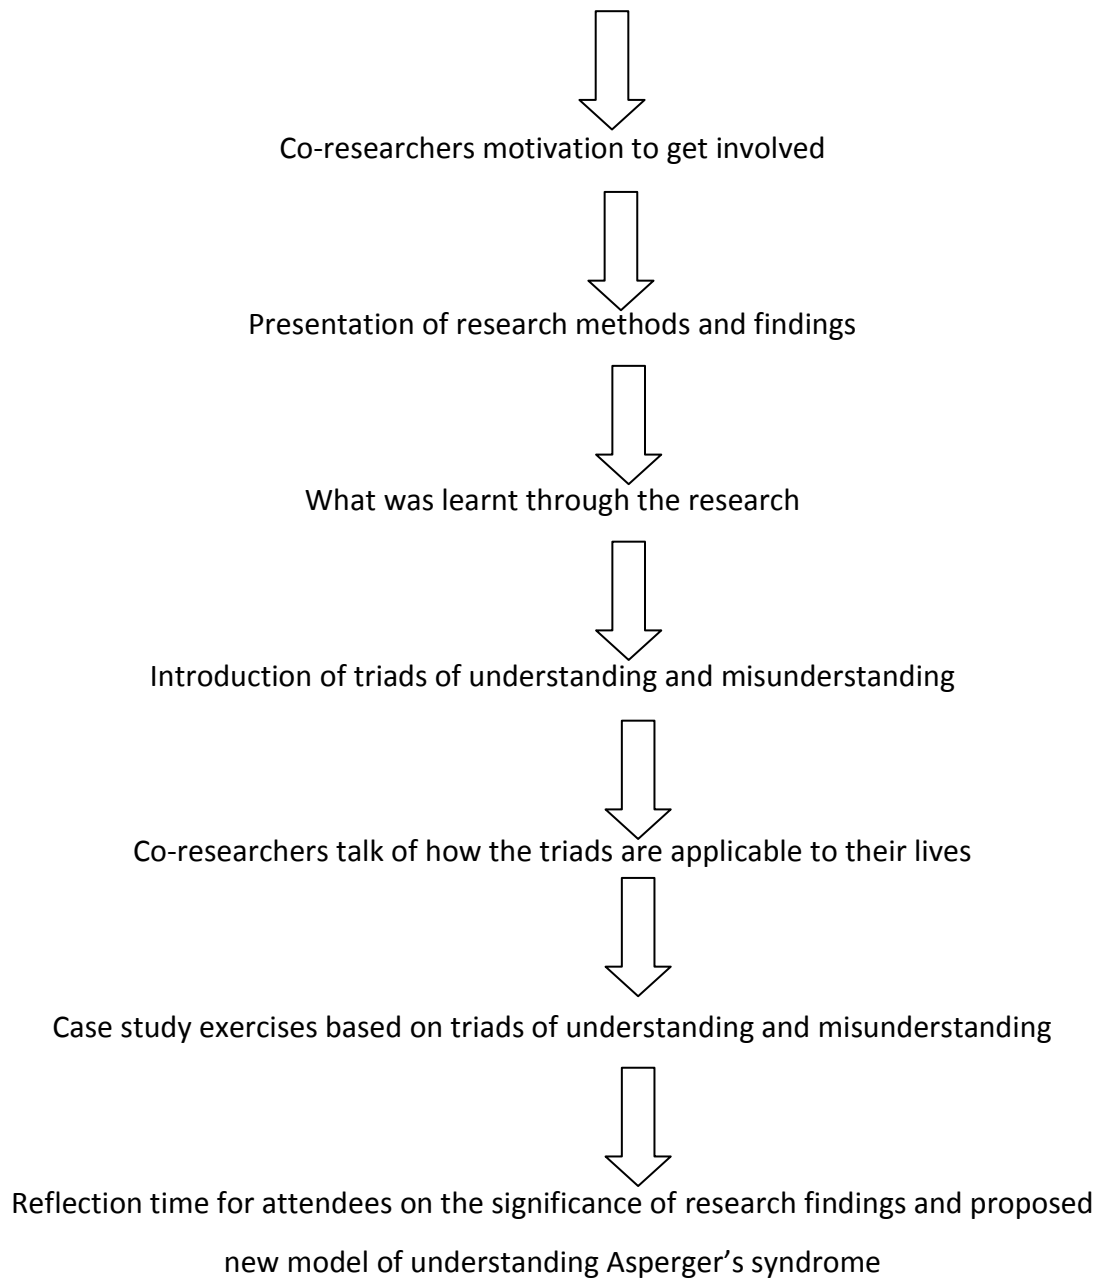 Co-researchers motivation to get involved
Presentation of research methods and findings
What was learnt through the research
Introduction of triads of understanding and misunderstanding
Co-researchers talk of how the triads are applicable to their lives
Case study exercises based on triads of understanding and misunderstanding
Reflection time for attendees on the significance of research findings and proposed
new model of understanding Asperger’s syndrome